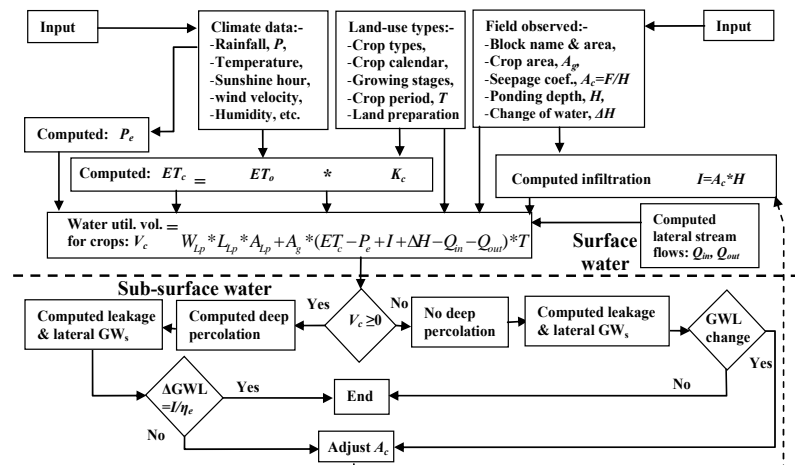 Input
Climate data:-
-Rainfall, P,
-Temperature,
-Sunshine hour,
-wind velocity,
-Humidity, etc.
Land-use types:-
-Crop types,
-Crop calendar,
-Growing stages,
-Crop period, T
-Land preparation
Field observed:-
-Block name & area,
-Crop area, Ag,
-Seepage coef., Ac=F/H
-Ponding depth, H,
-Change of water, ΔH
Input
Computed: Pe
Computed: ETc = ETo * Kc
Computed infiltration I=Ac*H
Water util. vol. =
for crops: Vc
WLp*LLp*ALp+Ag*(ETc−Pe+I+ΔH−Qin−Qout)*T
Surface
water
Computed
lateral stream
flows: Qin, Qout
Sub-surface water
Computed leakage
& lateral GWs
Computed deep
percolation
Yes
Vc ≥0
No
No deep
percolation
Computed leakage
& lateral GWs
GWL
change
Yes
No
ΔGWL
=I/ηe
Yes
End
No
Adjust Ac